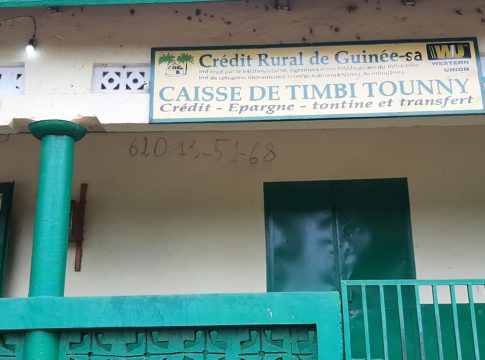 Crédit Rural de Guinée-sa
WU
WESTERN
UNION
CRG
CAISSE DE TIMBI TOUNNY
Crédit - Epargne - tontine et transfert
620-13-51-68